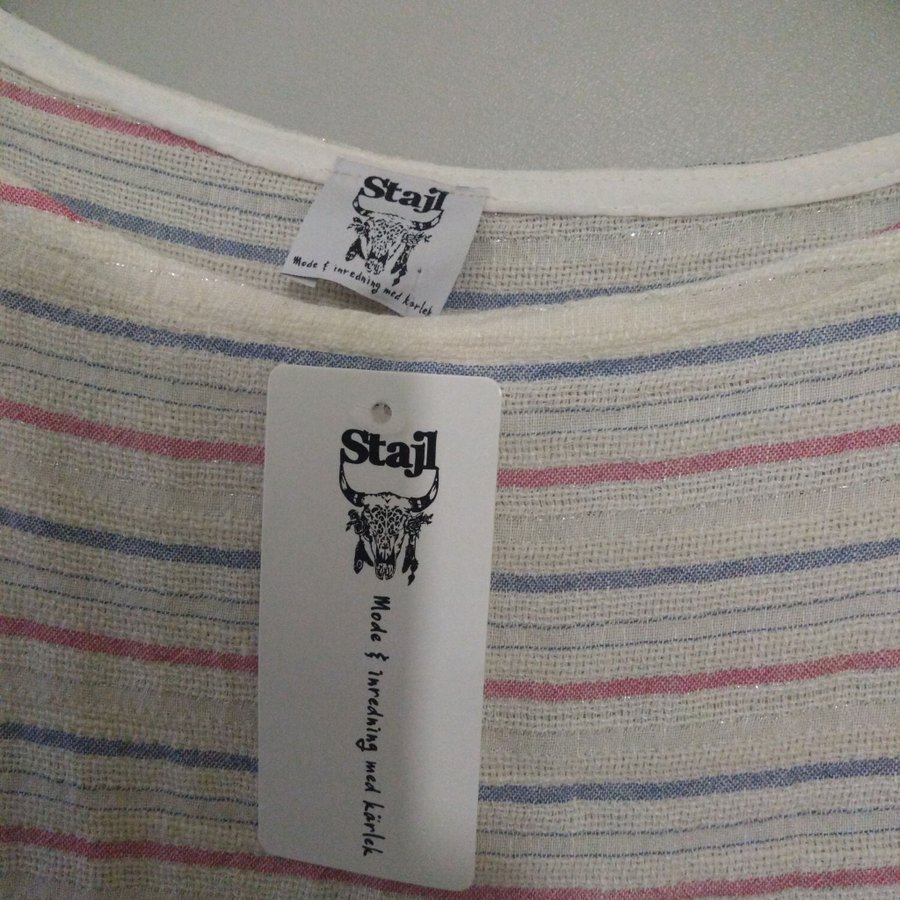 Stajl
Mode & inredning med kärlek
Stajl
Mode & inredning med kärlek